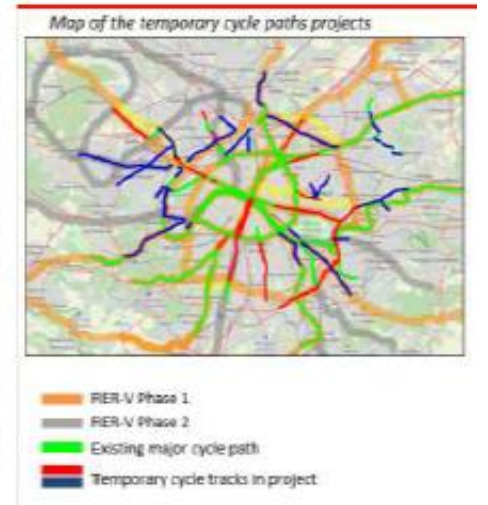 Map of the temporary cycle paths projects
RER-V Phase 1
RER-V Phase 2
Existing major cycle path
Temporary cycle tracks in project